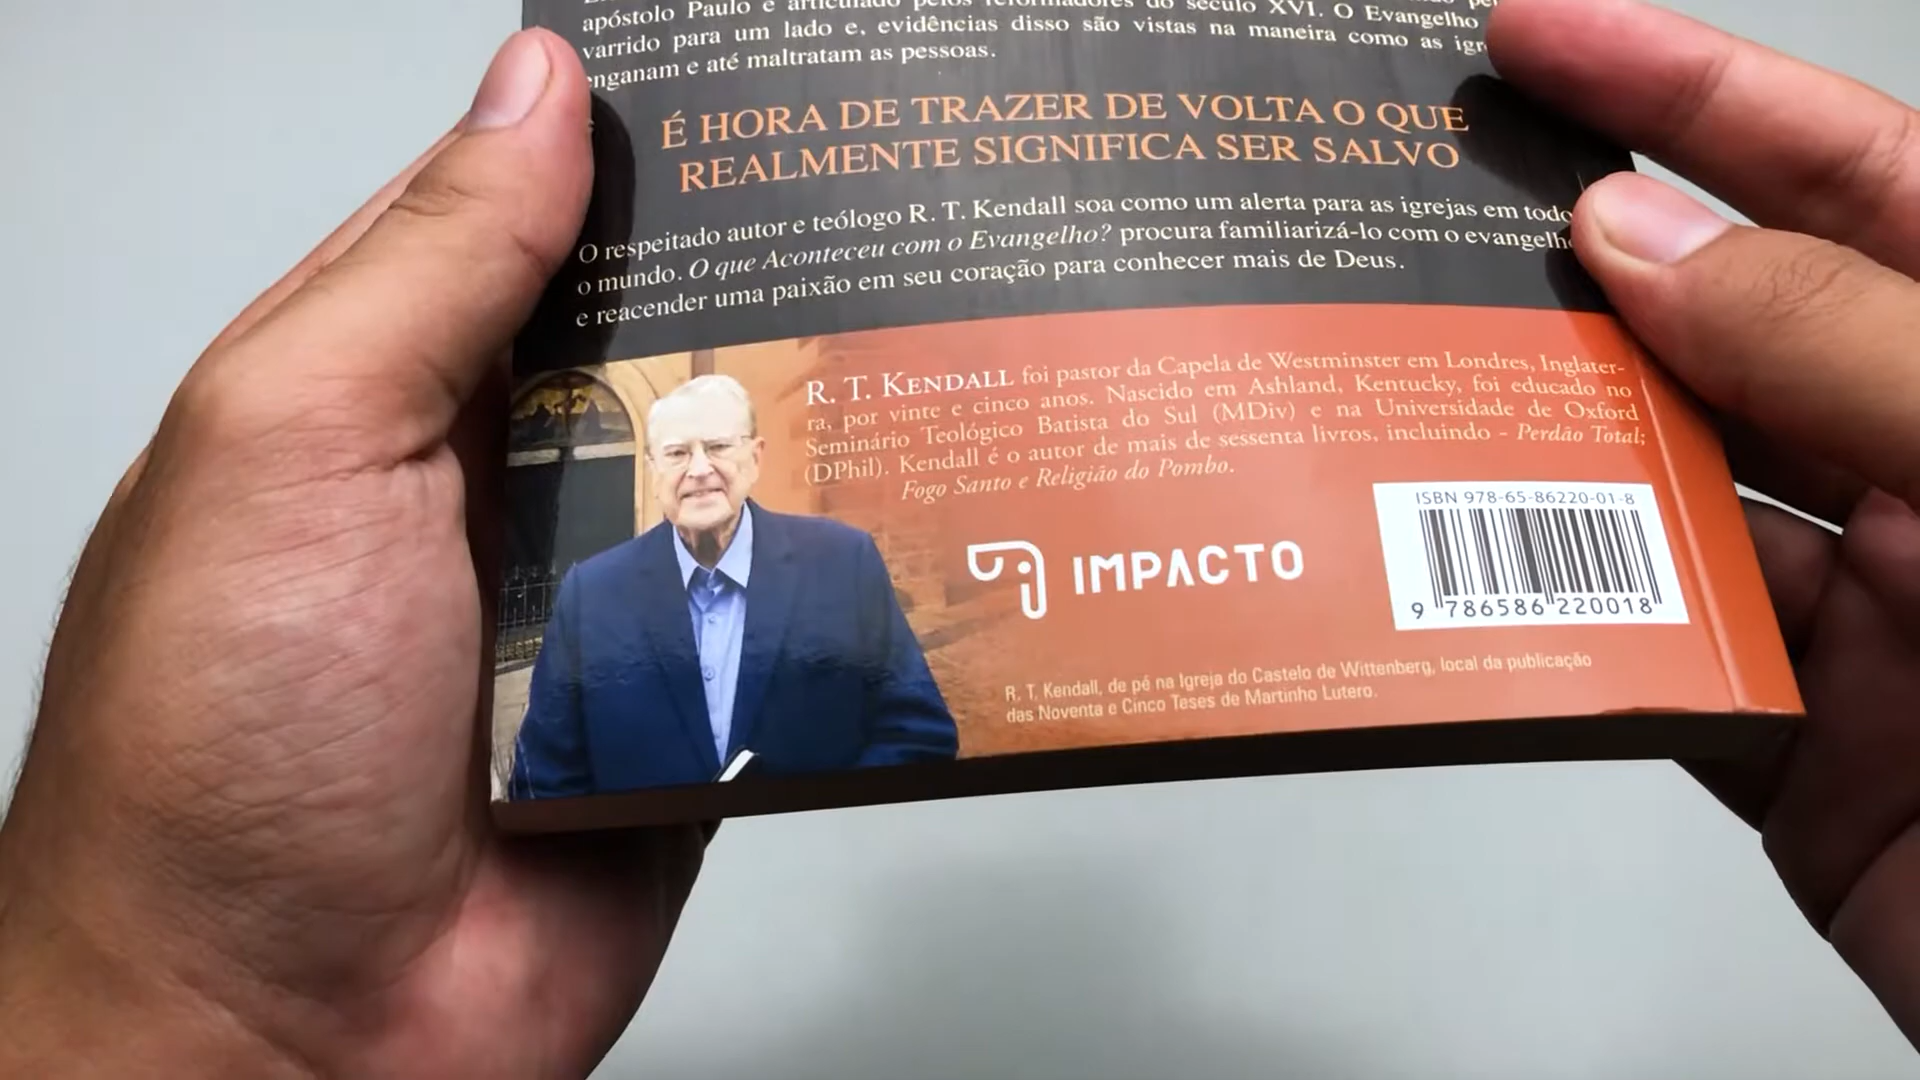 apóstolo Paulo e articulado pelos reformadores do século XVI. O Evangelho
varrido para um lado e, evidências disso são vistas na maneira como as
enganam e até maltratam as pessoas.
É HORA DE TRAZER DE VOLTA O QUE
REALMENTE SIGNIFICA SER SALVO
O respeitado autor e teólogo R. T. Kendall soa como um alerta para as igrejas em todo
o mundo. O que Aconteceu com o Evangelho? procura familiarizá-lo com o evangelho
e reacender uma paixão em seu coração para conhecer mais de Deus.
R. T. KENDALL foi pastor da Capela de Westminster em Londres, Inglater-
ra, por vinte e cinco anos. Nascido em Ashland, Kentucky, foi educado no
Seminário Teológico Batista do Sul (MDiv) e na Universidade de Oxford
(DPhil). Kendall é o autor de mais de sessenta livros, incluindo - Perdão Total;
Fogo Santo e Religião do Pombo.
IMPACTO
ISBN 978-65-86220-01-8
9 786586 220018
R. T. Kendall, de pé na Igreja do Castelo de Wittenberg, local da publicação
das Noventa e Cinco Teses de Martinho Lutero.